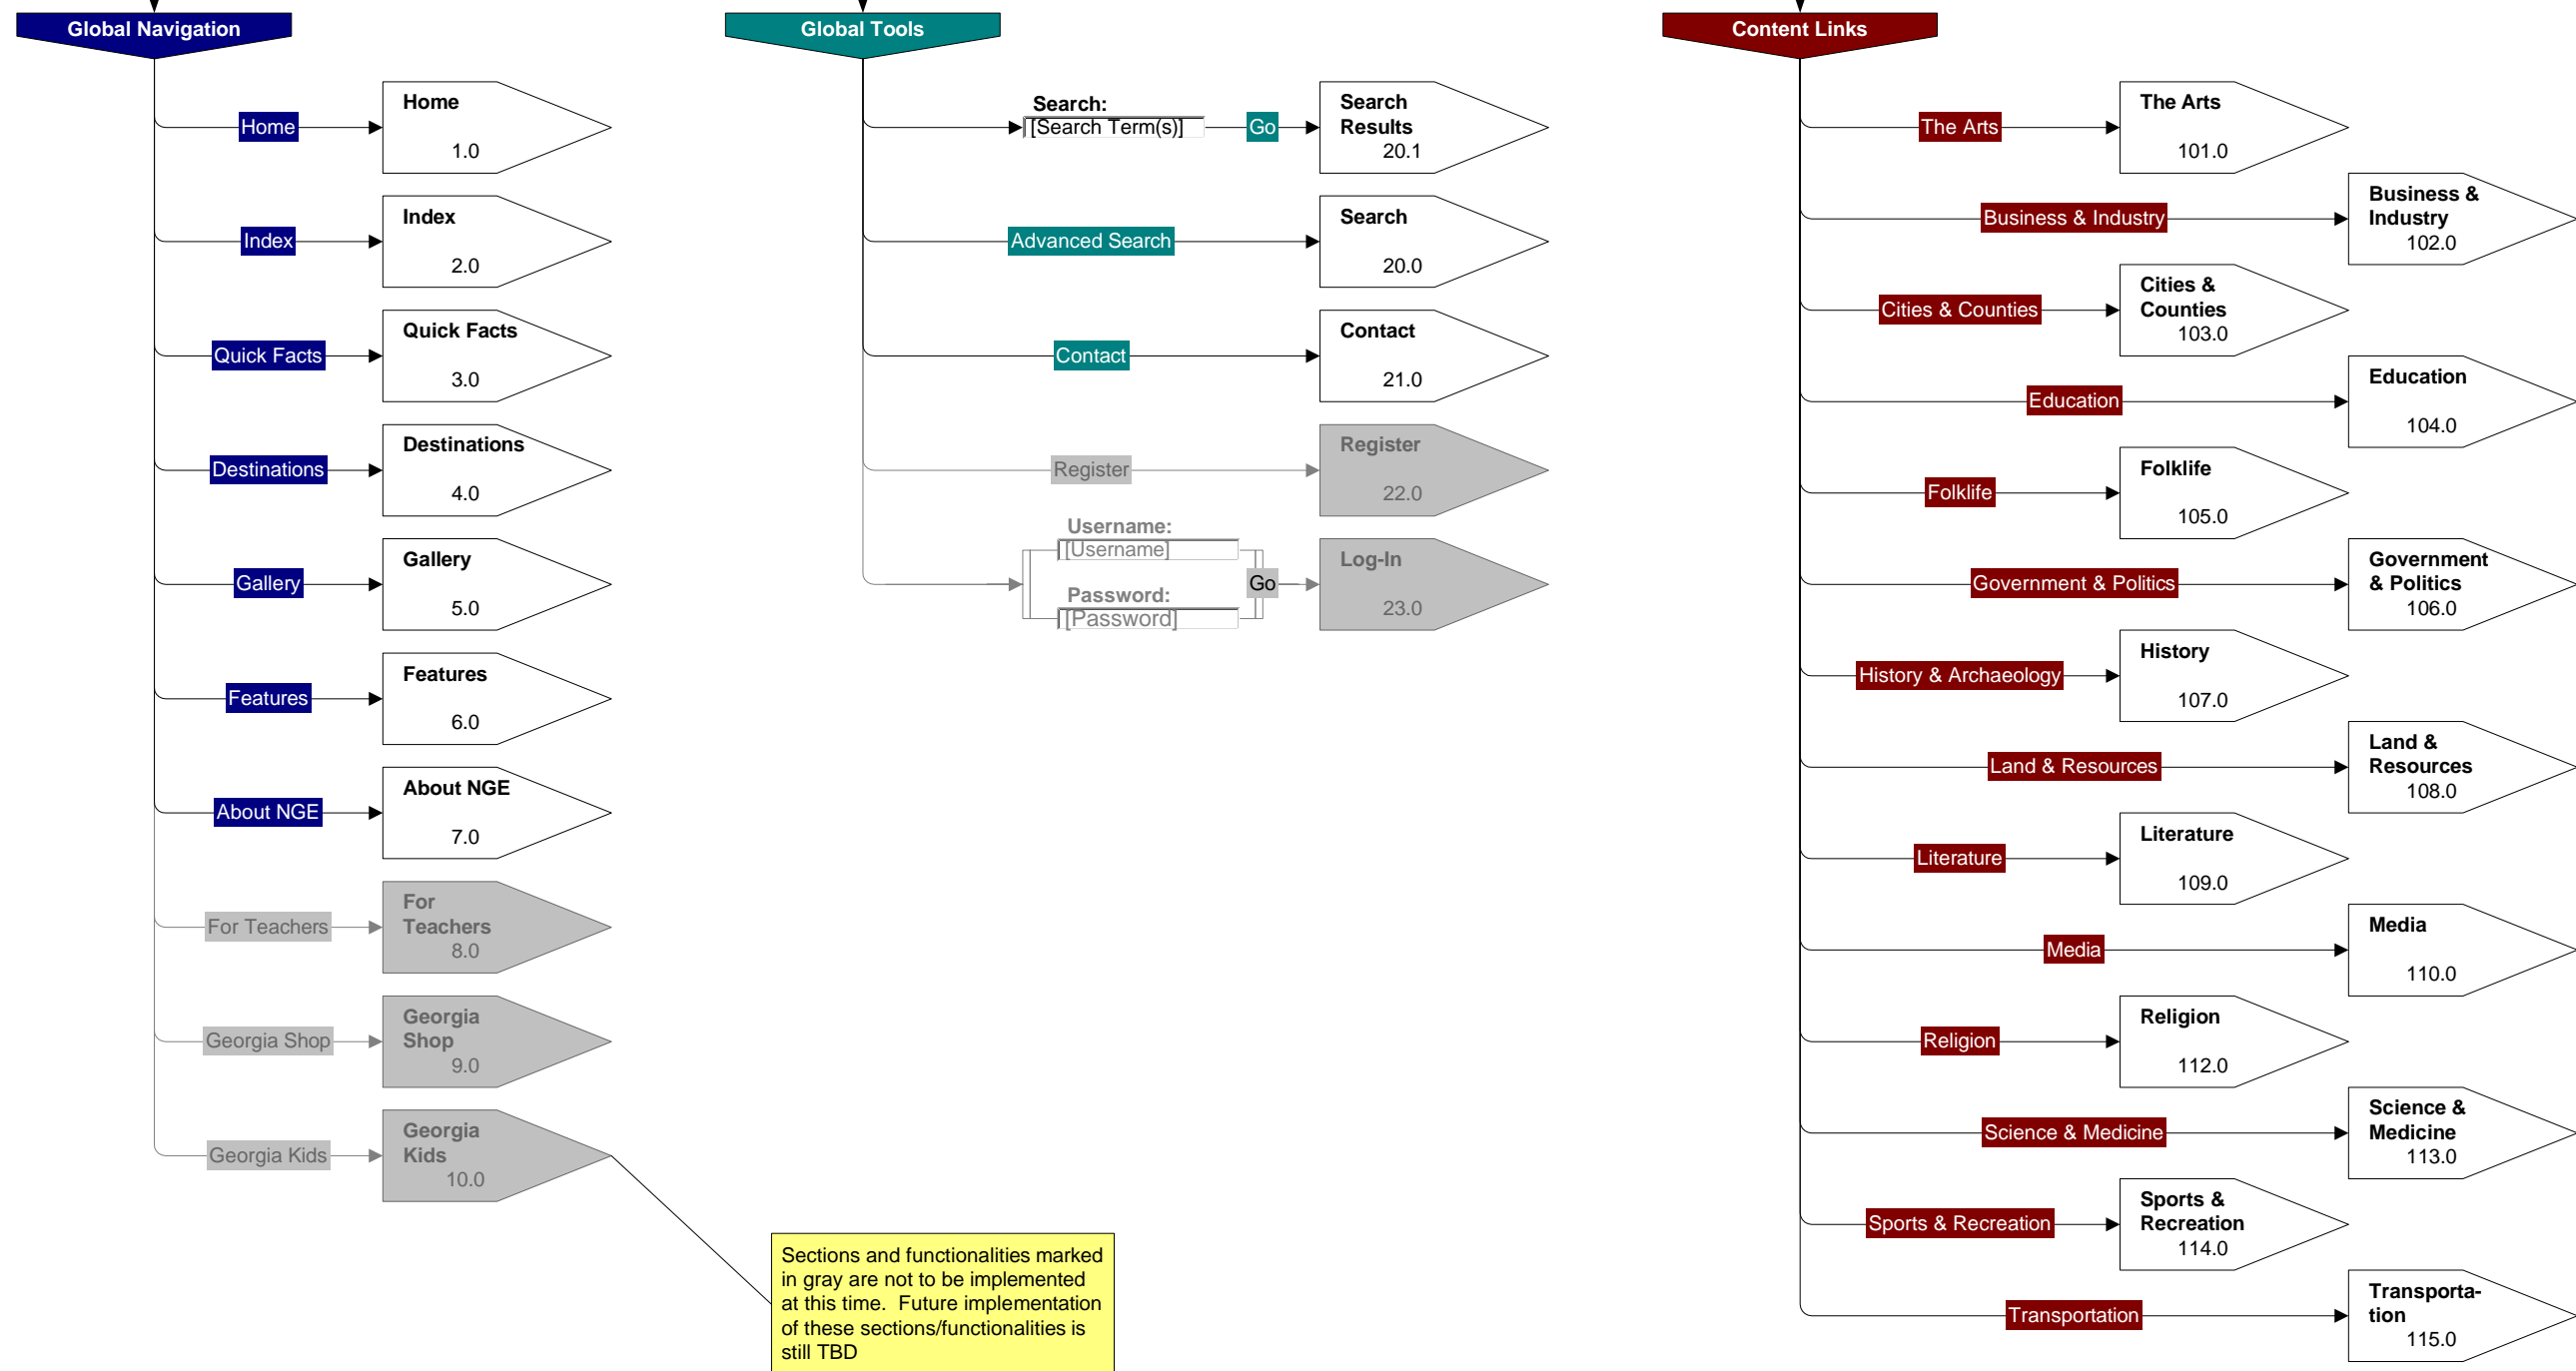 Global Navigation
Home
Home
1.0
Index
Index
2.0
Quick Facts
Quick Facts
3.0
Destinations
Destinations
4.0
Gallery
Gallery
5.0
Features
Features
6.0
About NGE
About NGE
7.0
For Teachers
For
Teachers
8.0
Georgia Shop
Georgia
Shop
9.0
Georgia Kids
Georgia
Kids
10.0
Sections and functionalities marked
in gray are not to be implemented
at this time.  Future implementation
of these sections/functionalities is
still TBD
Global Tools
Search:
[Search Term(s)]
Go
Search
Results
20.1
Advanced Search
Search
20.0
Contact
Contact
21.0
Register
Register
22.0
Username:
[Username]
Password:
[Password]
Go
Log-In
23.0
Content Links
The Arts
The Arts
101.0
Business & Industry
Business &
Industry
102.0
Cities & Counties
Cities &
Counties
103.0
Education
Education
104.0
Folklife
Folklife
105.0
Government & Politics
Government
& Politics
106.0
History & Archaeology
History
107.0
Land & Resources
Land &
Resources
108.0
Literature
Literature
109.0
Media
Media
110.0
Religion
Religion
112.0
Science & Medicine
Science &
Medicine
113.0
Sports & Recreation
Sports &
Recreation
114.0
Transportation
Transporta-
tion
115.0